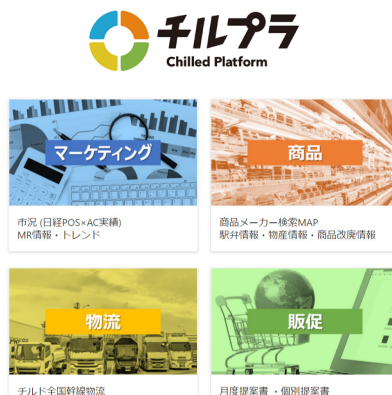 チルプラ
Chilled Platform
マーケティング
商品
市況 (日経POS×AC実績)
MR情報・トレンド
商品メーカー検索MAP
駅弁情報・物産情報・商品改廃情報
物流
販促
チルド全国幹線物流
月度提案書 ・個別提案書